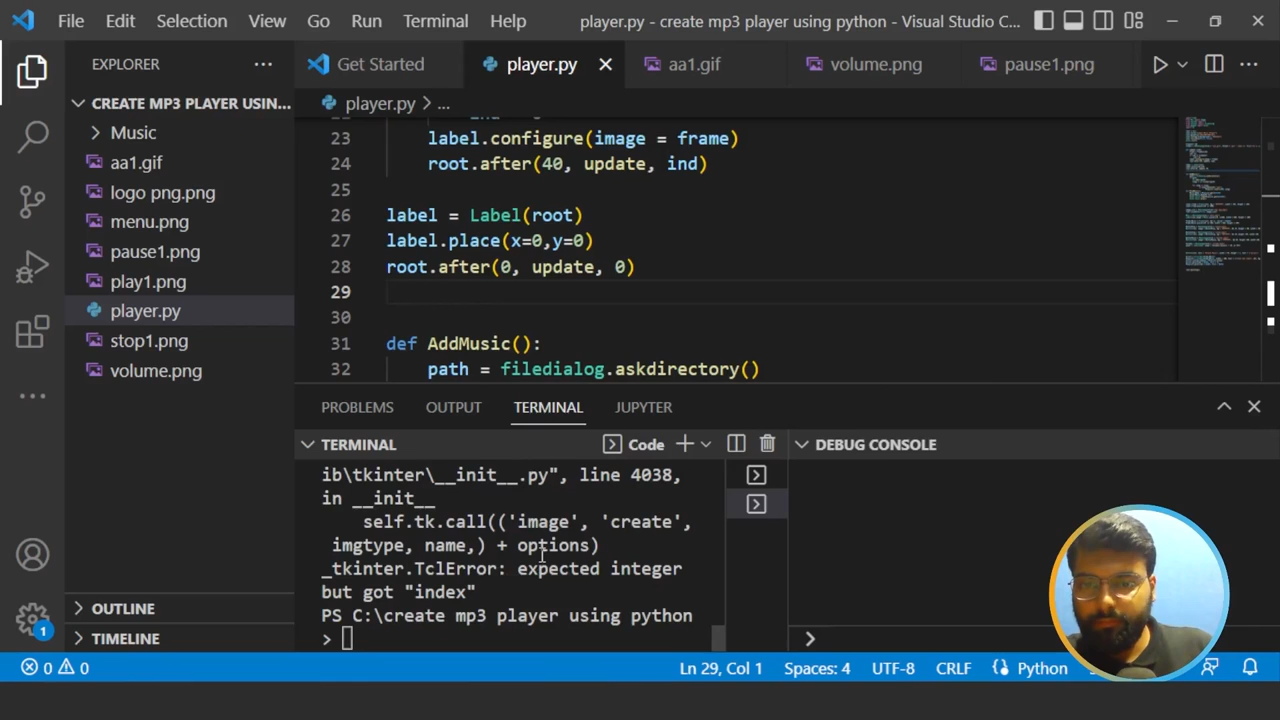 File Edit Selection View Go Run Terminal Help player.py - create mp3 player using python - Visual Studio C...
EXPLORER
Get Started
player.py
aa1.gif
volume.png
pause1.png
CREATE MP3 PLAYER USIN...
player.py > ...
Music
aa1.gif
logo png.png
menu.png
pause1.png
play1.png
player.py
stop1.png
volume.png
23 label.configure(image = frame)
24 root.after(40, update, ind)
25
26 label = Label(root)
27 label.place(x=0,y=0)
28 root.after(0, update, 0)
29
30
31 def AddMusic():
32 path = filedialog.askdirectory()
PROBLEMS OUTPUT TERMINAL JUPYTER
TERMINAL
Code
DEBUG CONSOLE
ib\tkinter\__init__.py", line 4038,
in __init__
self.tk.call(('image', 'create',
imgtype, name,) + options)
_tkinter.TclError: expected integer
but got "index"
PS C:\create mp3 player using python
>
OUTLINE
TIMELINE
1
0 0
Ln 29, Col 1 Spaces: 4 UTF-8 CRLF Python